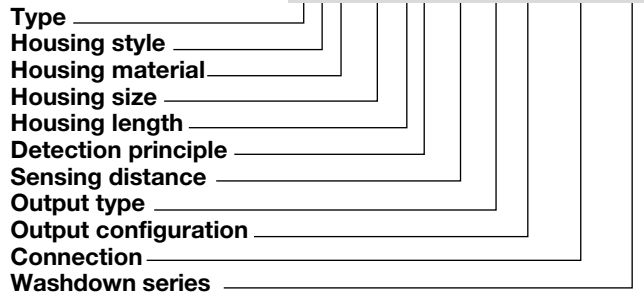 Type
Housing style
Housing material
Housing size
Housing length
Detection principle
Sensing distance
Output type
Output configuration
Connection
Washdown series